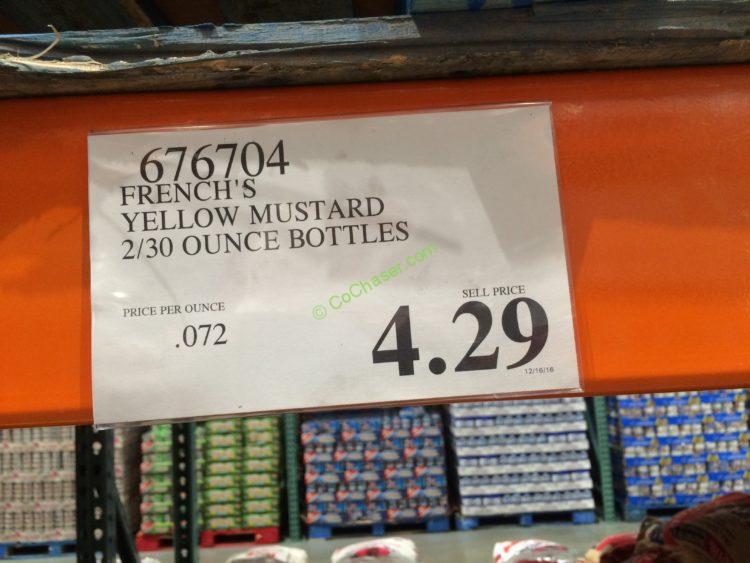 676704
FRENCH'S
YELLOW MUSTARD
2/30 OUNCE BOTTLES
© CoChaser.com
PRICE PER OUNCE
.072
SELL PRICE
4.29
12/16/16